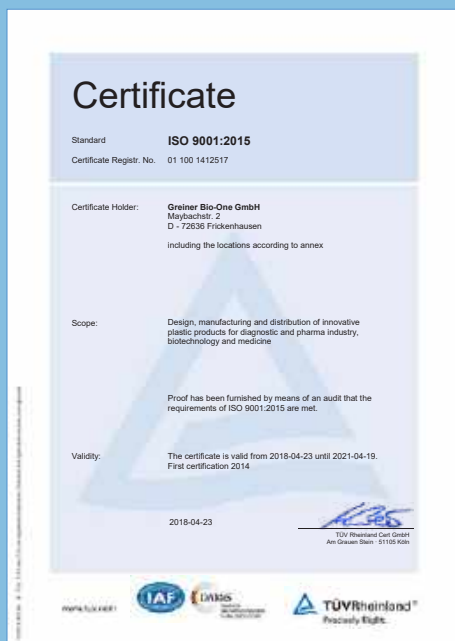 Certificate
Standard ISO 9001:2015
Certificate Registr. No. 01 100 1412517
Certificate Holder: Greiner Bio-One GmbH
Maybachstr. 2
D - 72636 Frickenhausen
including the locations according to annex
Scope: Design, manufacturing and distribution of innovative
plastic products for diagnostic and pharma industry,
biotechnology and medicine
Proof has been furnished by means of an audit that the
requirements of ISO 9001:2015 are met.
Validity: The certificate is valid from 2018-04-23 until 2021-04-19.
First certification 2014
2018-04-23
TÜV Rheinland Cert GmbH
Am Grauen Stein · 51105 Köln
www.tuv.com
IAF
DAkkS
TÜVRheinland®
Precisely Right.